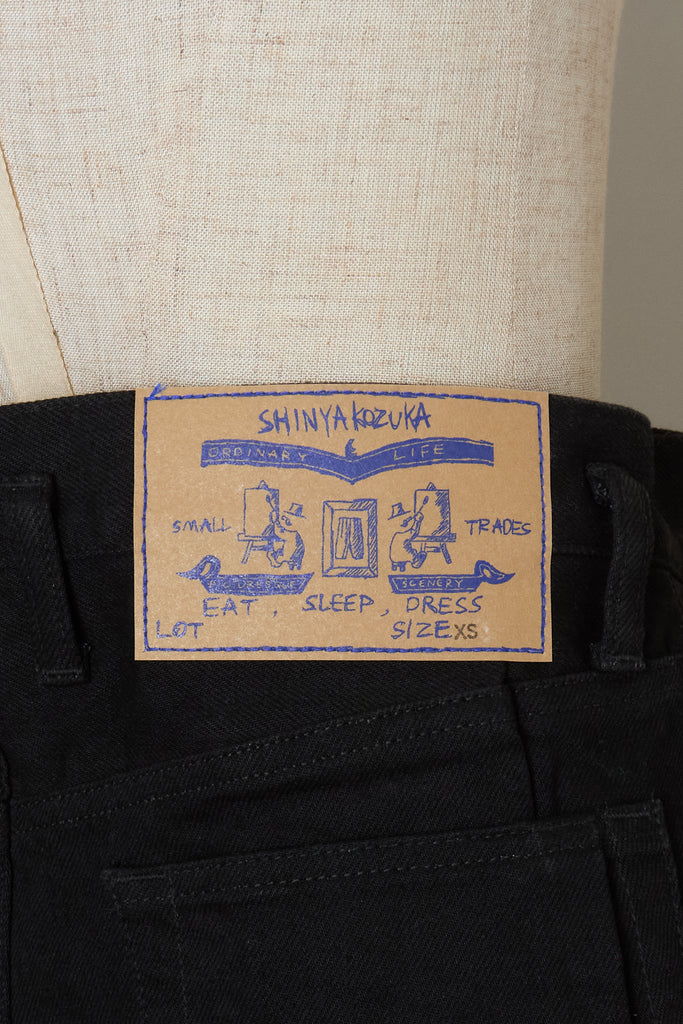 SHINYAKOZUKA
ORDINARY LIFE
SMALL TRADES
SCENERY
EAT, SLEEP, DRESS
LOT SIZE XS